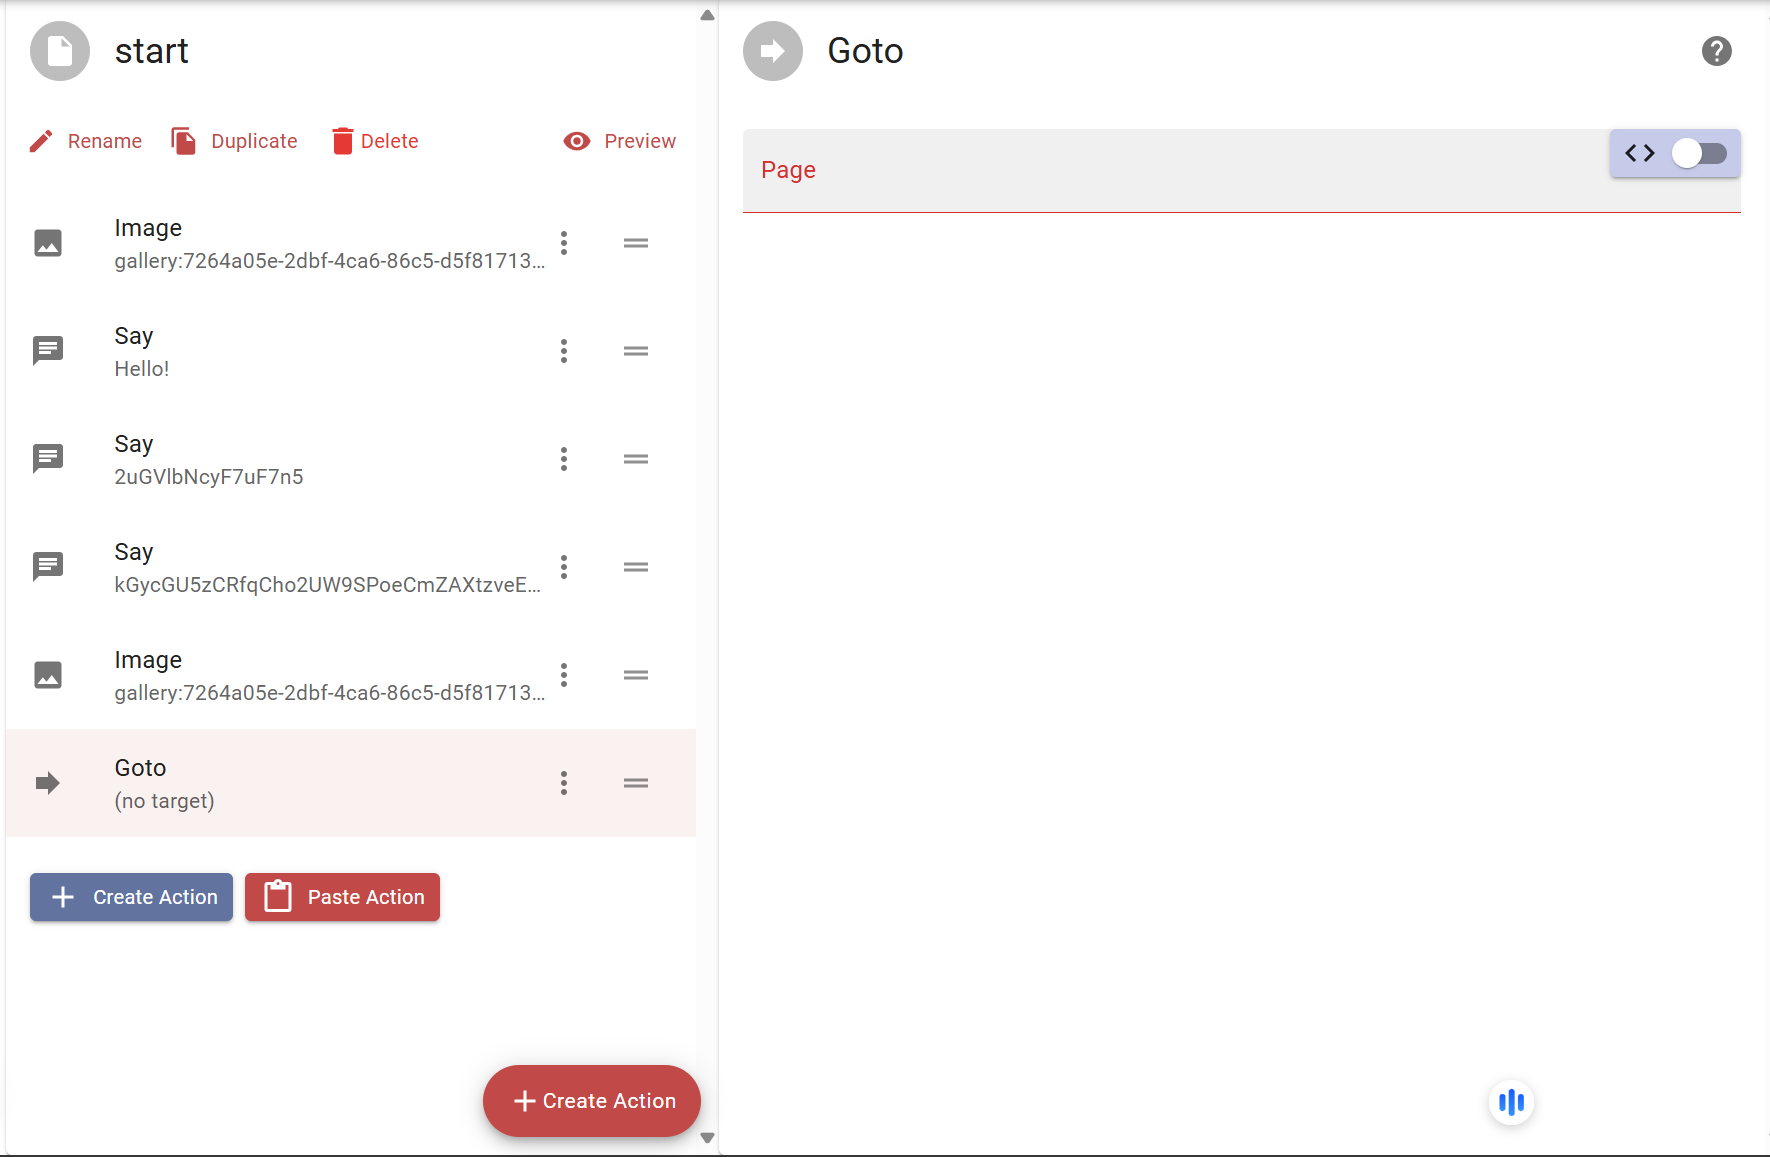 start
Rename
Duplicate
Delete
Preview
Image
gallery:7264a05e-2dbf-4ca6-86c5-d5f81713...
Say
Hello!
Say
2uGVlbNcyF7uF7n5
Say
kGycGU5zCRfqCho2UW9SPoeCmZAXtzveE...
Image
gallery:7264a05e-2dbf-4ca6-86c5-d5f81713...
Goto
(no target)
Create Action
Paste Action
Create Action
Goto
Page